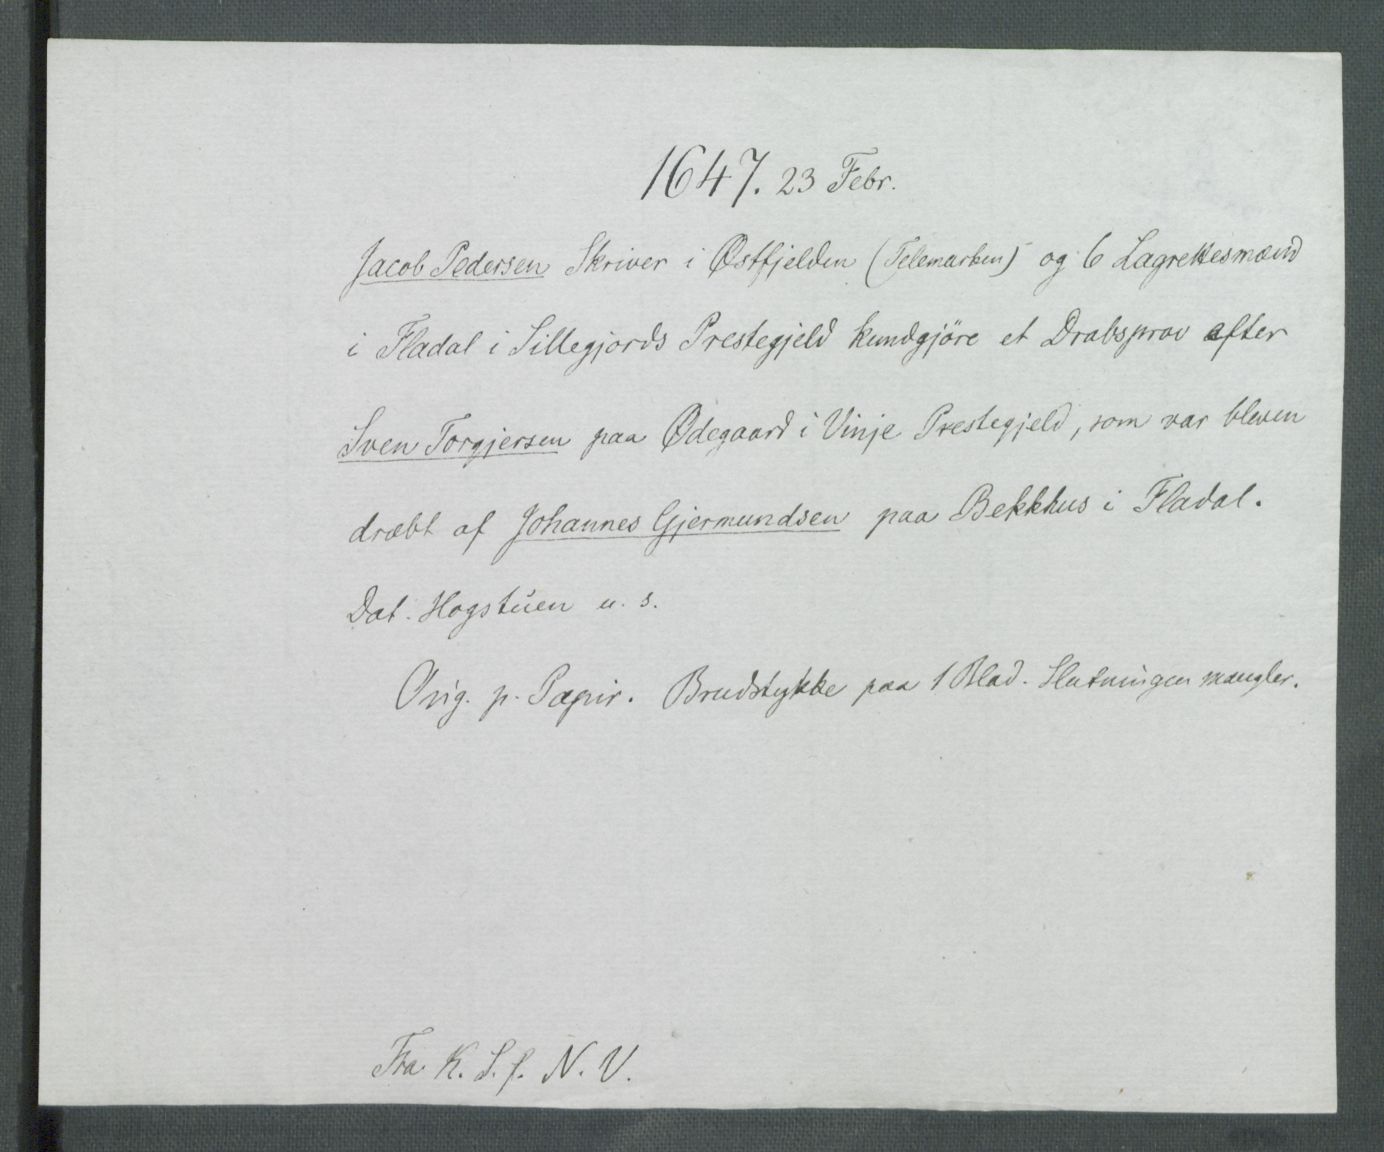 1647. 23 Febr.
Jacob Pedersen Skriver i Østfjelden (Telemarken) og 6 Lagrettesmænd
i Fladal i Sillegjords Prestegjeld kundgjöre et Drabsprov efter
Sven Torgjersen paa Ødegaard i Vinje Prestegjeld, som var bleven
dræbt af Johannes Gjermundsen paa Bekkhus i Fladal.
Dat. Hogstuen u. s.
Orig. p. Papir. Brudstykke paa 1 Blad. Slutningen mangler.
Fra K. S. f. N. V.